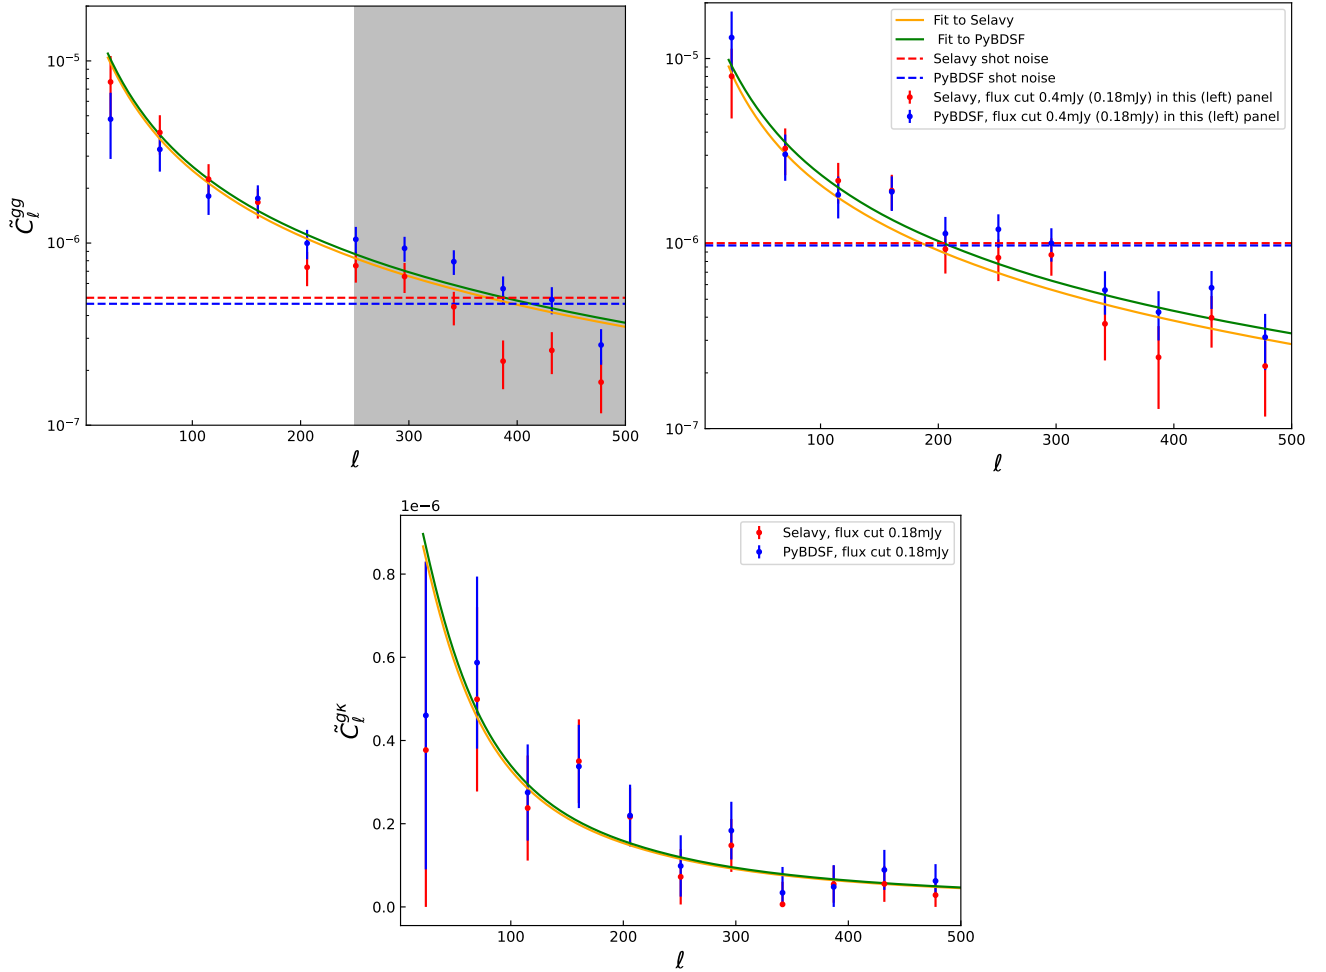 10⁻⁵
10⁻⁶
10⁻⁷
C̃ℓ^gg
100 200 300 400 500
ℓ
10⁻⁵
10⁻⁶
10⁻⁷
Fit to Selavy
Fit to PyBDSF
Selavy shot noise
PyBDSF shot noise
Selavy, flux cut 0.4mJy (0.18mJy) in this (left) panel
PyBDSF, flux cut 0.4mJy (0.18mJy) in this (left) panel
100 200 300 400 500
ℓ
1e−6
0.8
0.6
0.4
0.2
0.0
C̃ℓ^gκ
Selavy, flux cut 0.18mJy
PyBDSF, flux cut 0.18mJy
100 200 300 400 500
ℓ